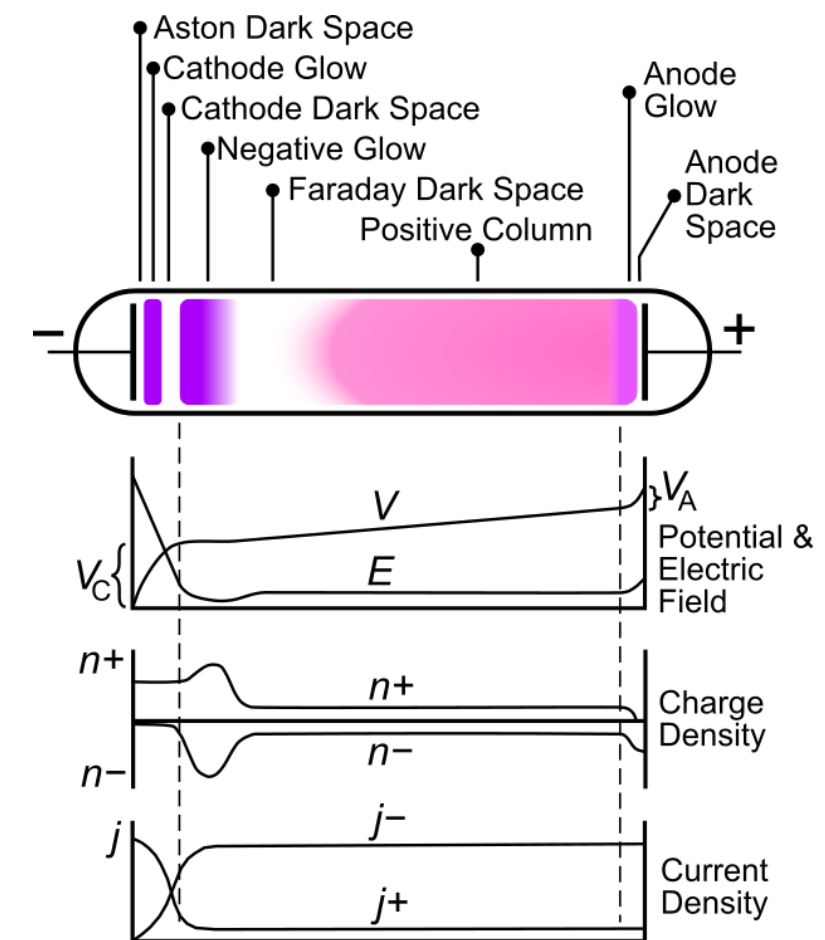 Aston Dark Space
Cathode Glow
Cathode Dark Space
Negative Glow
Faraday Dark Space
Positive Column
Anode
Glow
Anode
Dark
Space
−
+
V
E
V_A
V_C
Potential &
Electric
Field
n+
n+
n−
n−
Charge
Density
j
j−
j+
Current
Density